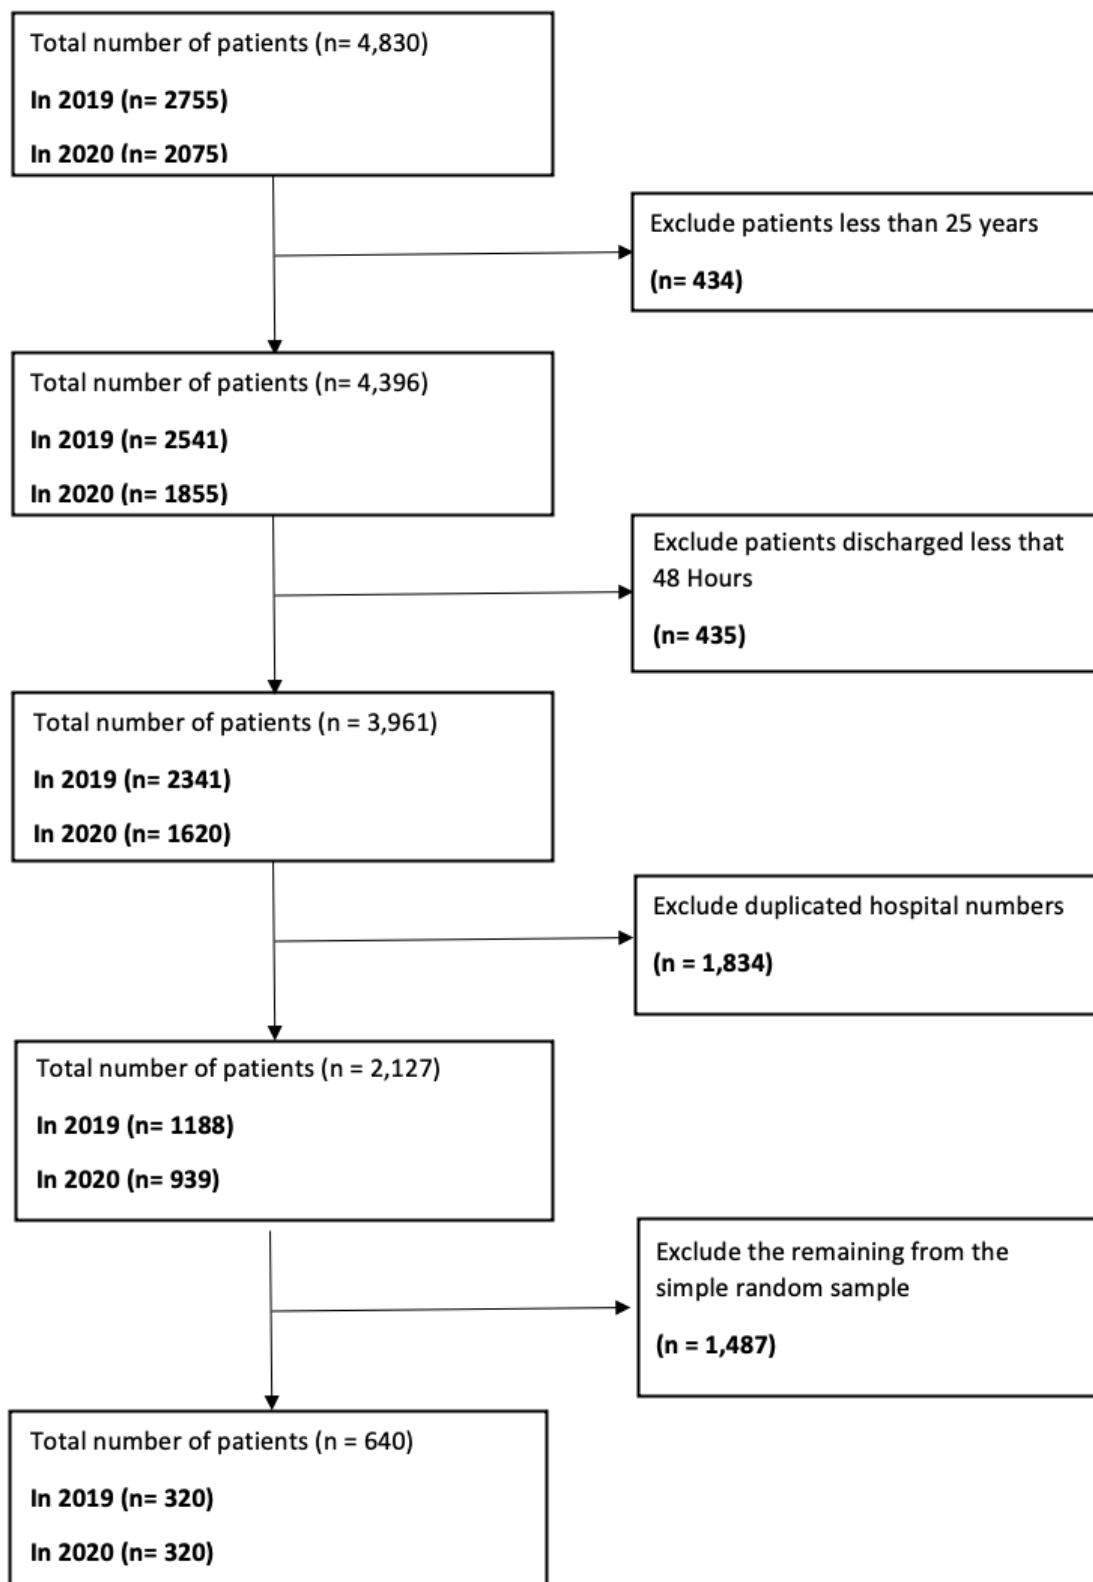 Total number of patients (n= 4,830)
In 2019 (n= 2755)
In 2020 (n= 2075)
Exclude patients less than 25 years
(n= 434)
Total number of patients (n= 4,396)
In 2019 (n= 2541)
In 2020 (n= 1855)
Exclude patients discharged less that
48 Hours
(n= 435)
Total number of patients (n = 3,961)
In 2019 (n= 2341)
In 2020 (n= 1620)
Exclude duplicated hospital numbers
(n = 1,834)
Total number of patients (n = 2,127)
In 2019 (n= 1188)
In 2020 (n= 939)
Exclude the remaining from the
simple random sample
(n = 1,487)
Total number of patients (n = 640)
In 2019 (n= 320)
In 2020 (n= 320)